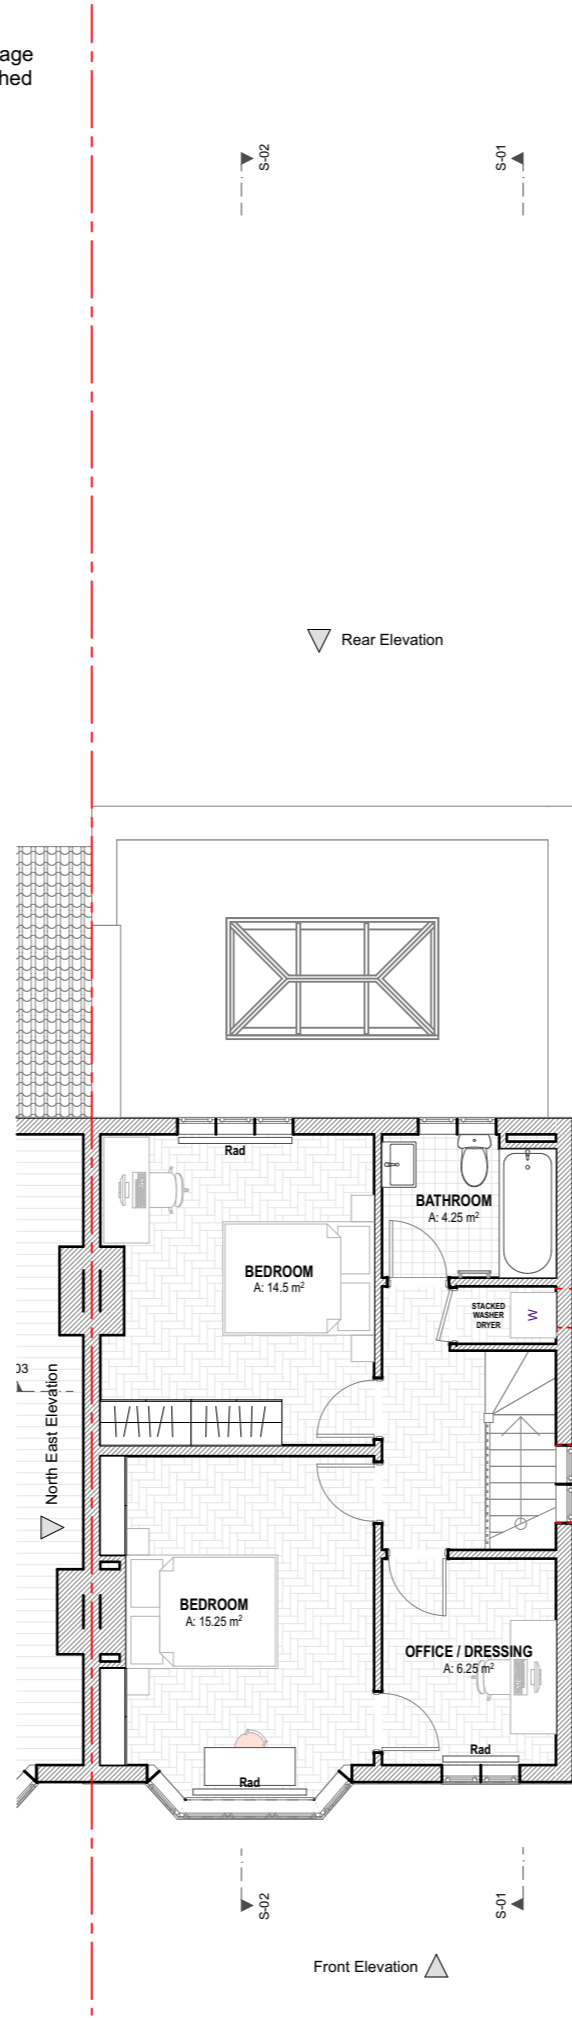 age
hed
S-02
S-01
Rear Elevation
Rad
BATHROOM
A: 4.25 m²
BEDROOM
A: 14.5 m²
STACKED
WASHER
DRYER
W
03
North East Elevation
BEDROOM
A: 15.25 m²
OFFICE / DRESSING
A: 6.25 m²
Rad
Rad
S-02
S-01
Front Elevation